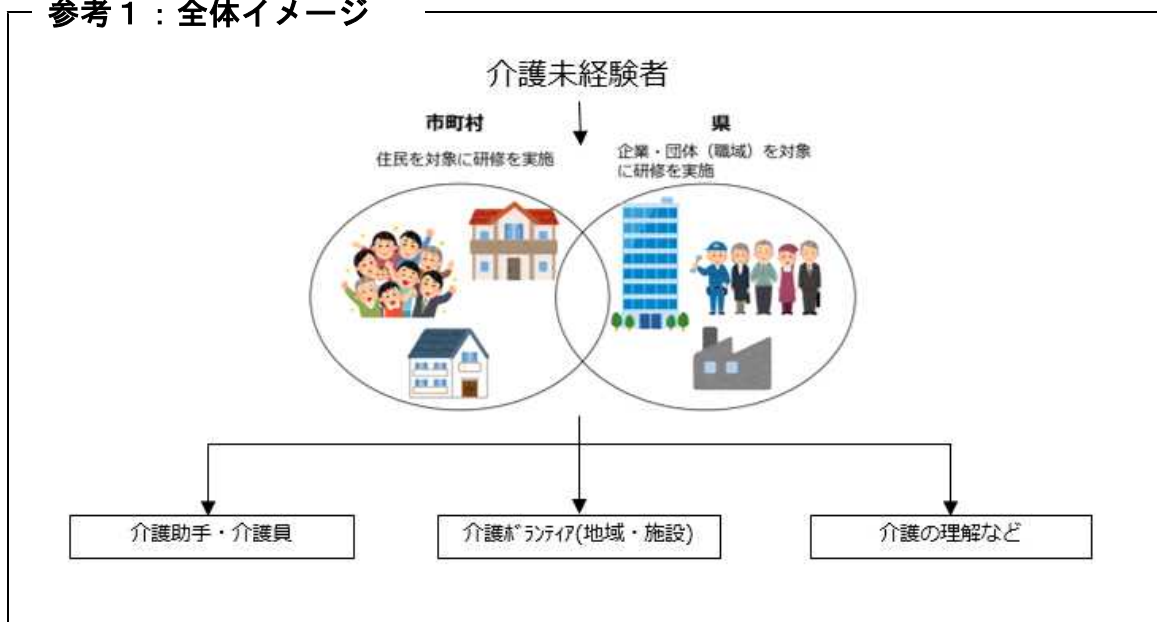 参考１：全体イメージ
介護未経験者
市町村
住民を対象に研修を実施
県
企業・団体（職域）を対象
に研修を実施
介護助手・介護員
介護ﾎﾞﾗﾝﾃｨｱ(地域・施設)
介護の理解など